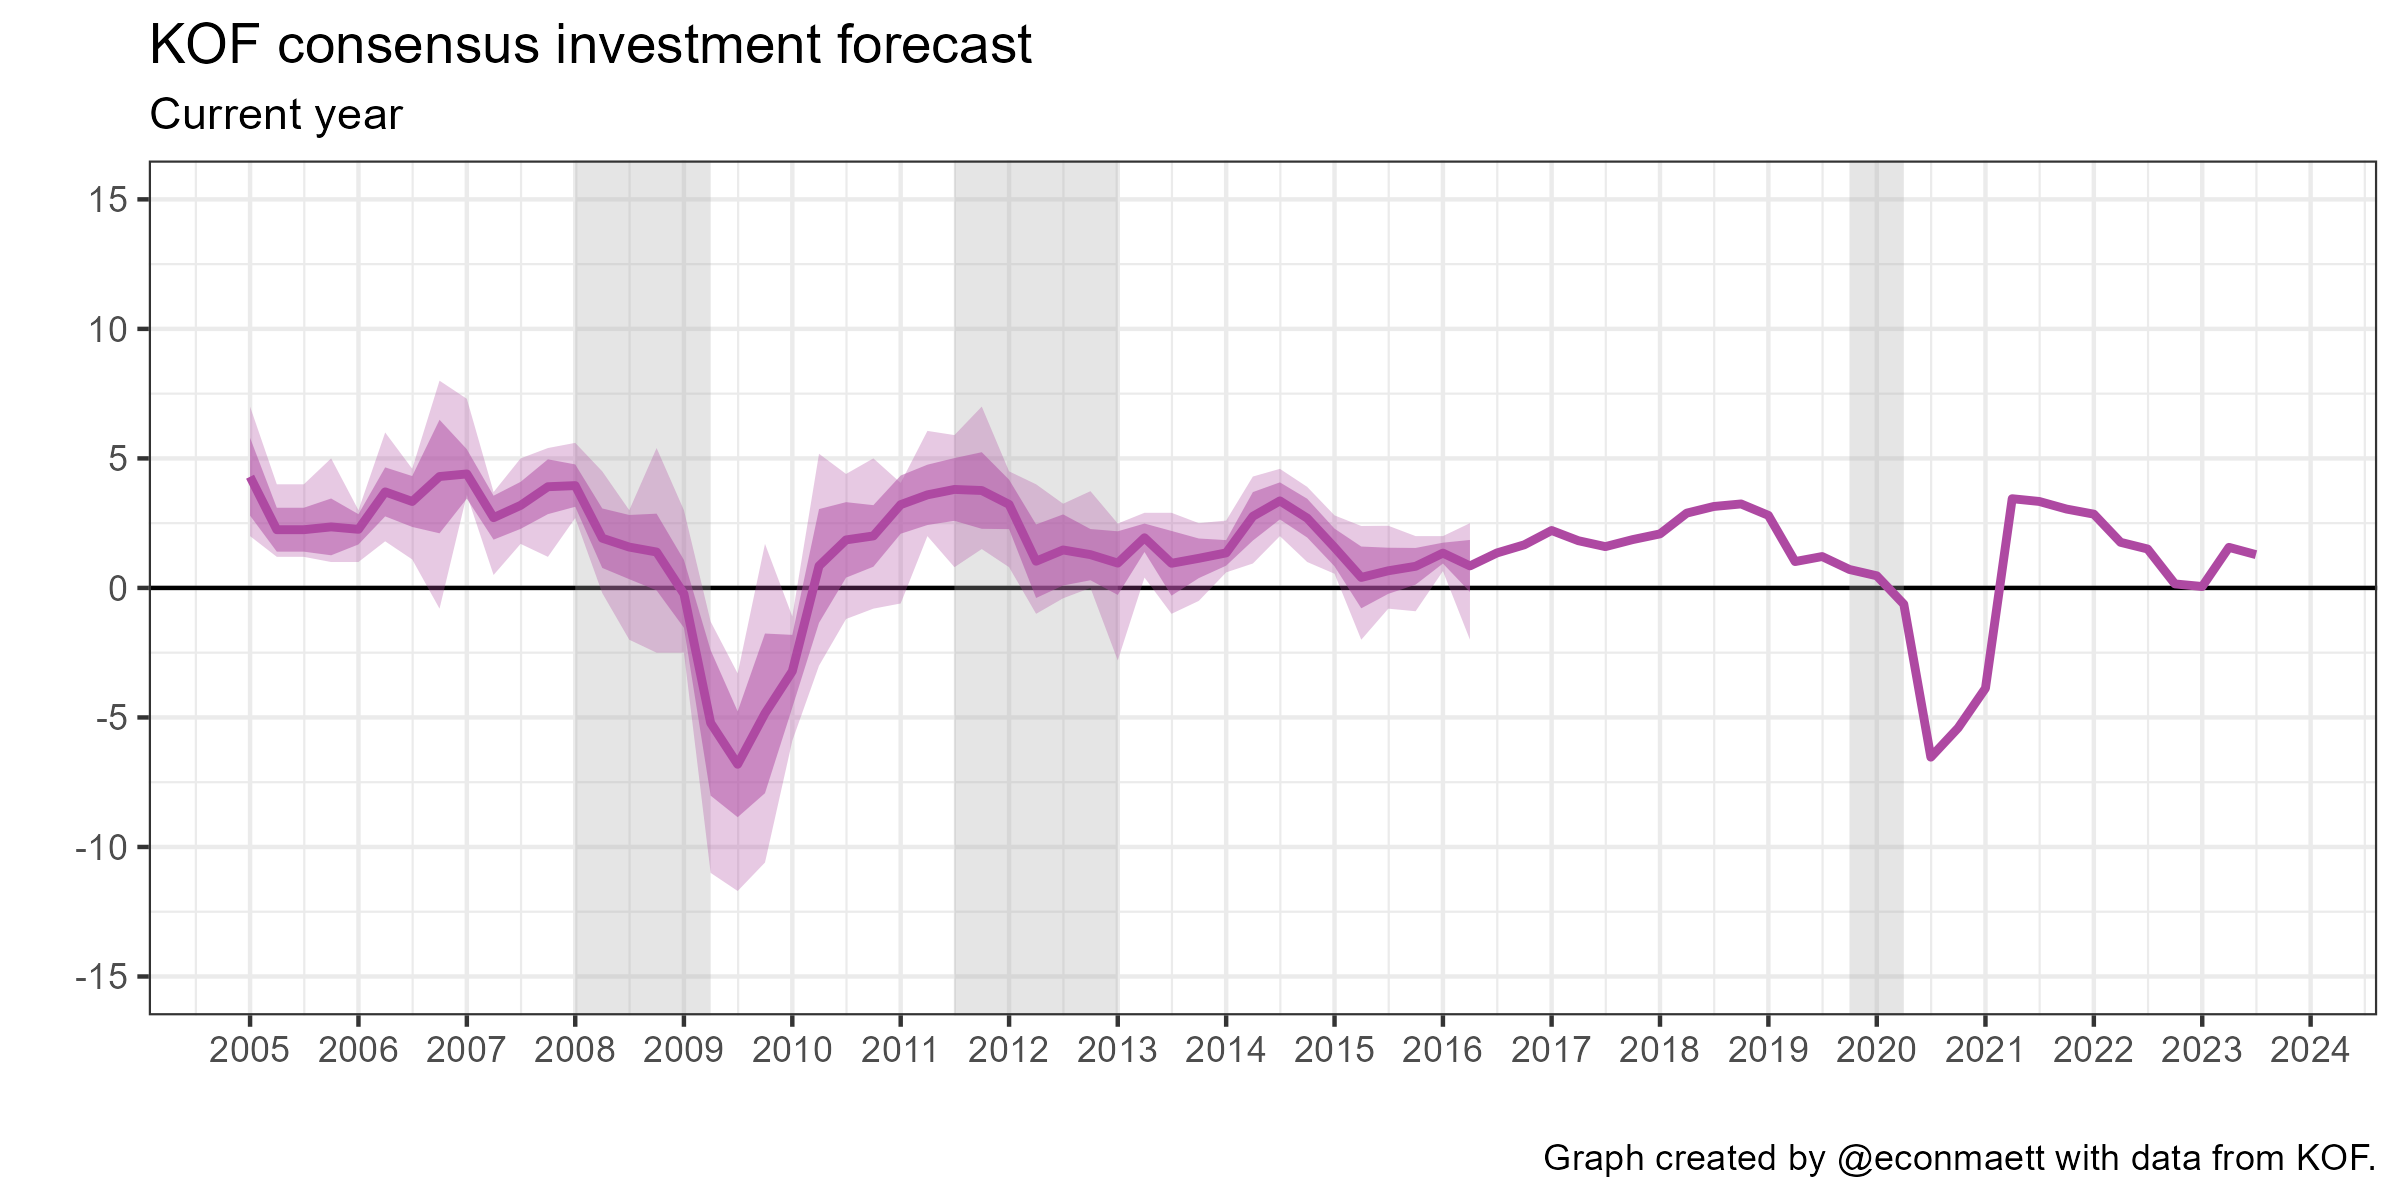 KOF consensus investment forecast
Current year
15
10
5
0
-5
-10
-15
2005 2006 2007 2008 2009 2010 2011 2012 2013 2014 2015 2016 2017 2018 2019 2020 2021 2022 2023 2024
Graph created by @econmaett with data from KOF.